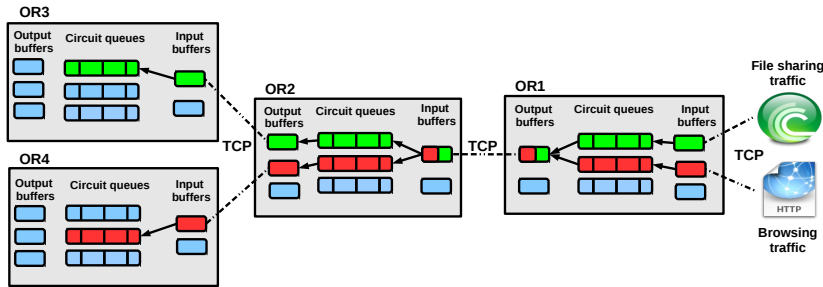 OR3
Output
buffers
Circuit queues
Input
buffers
OR2
Output
buffers
Circuit queues
Input
buffers
TCP
OR1
Output
buffers
Circuit queues
Input
buffers
TCP
File sharing
traffic
TCP
HTTP
Browsing
traffic
OR4
Output
buffers
Circuit queues
Input
buffers